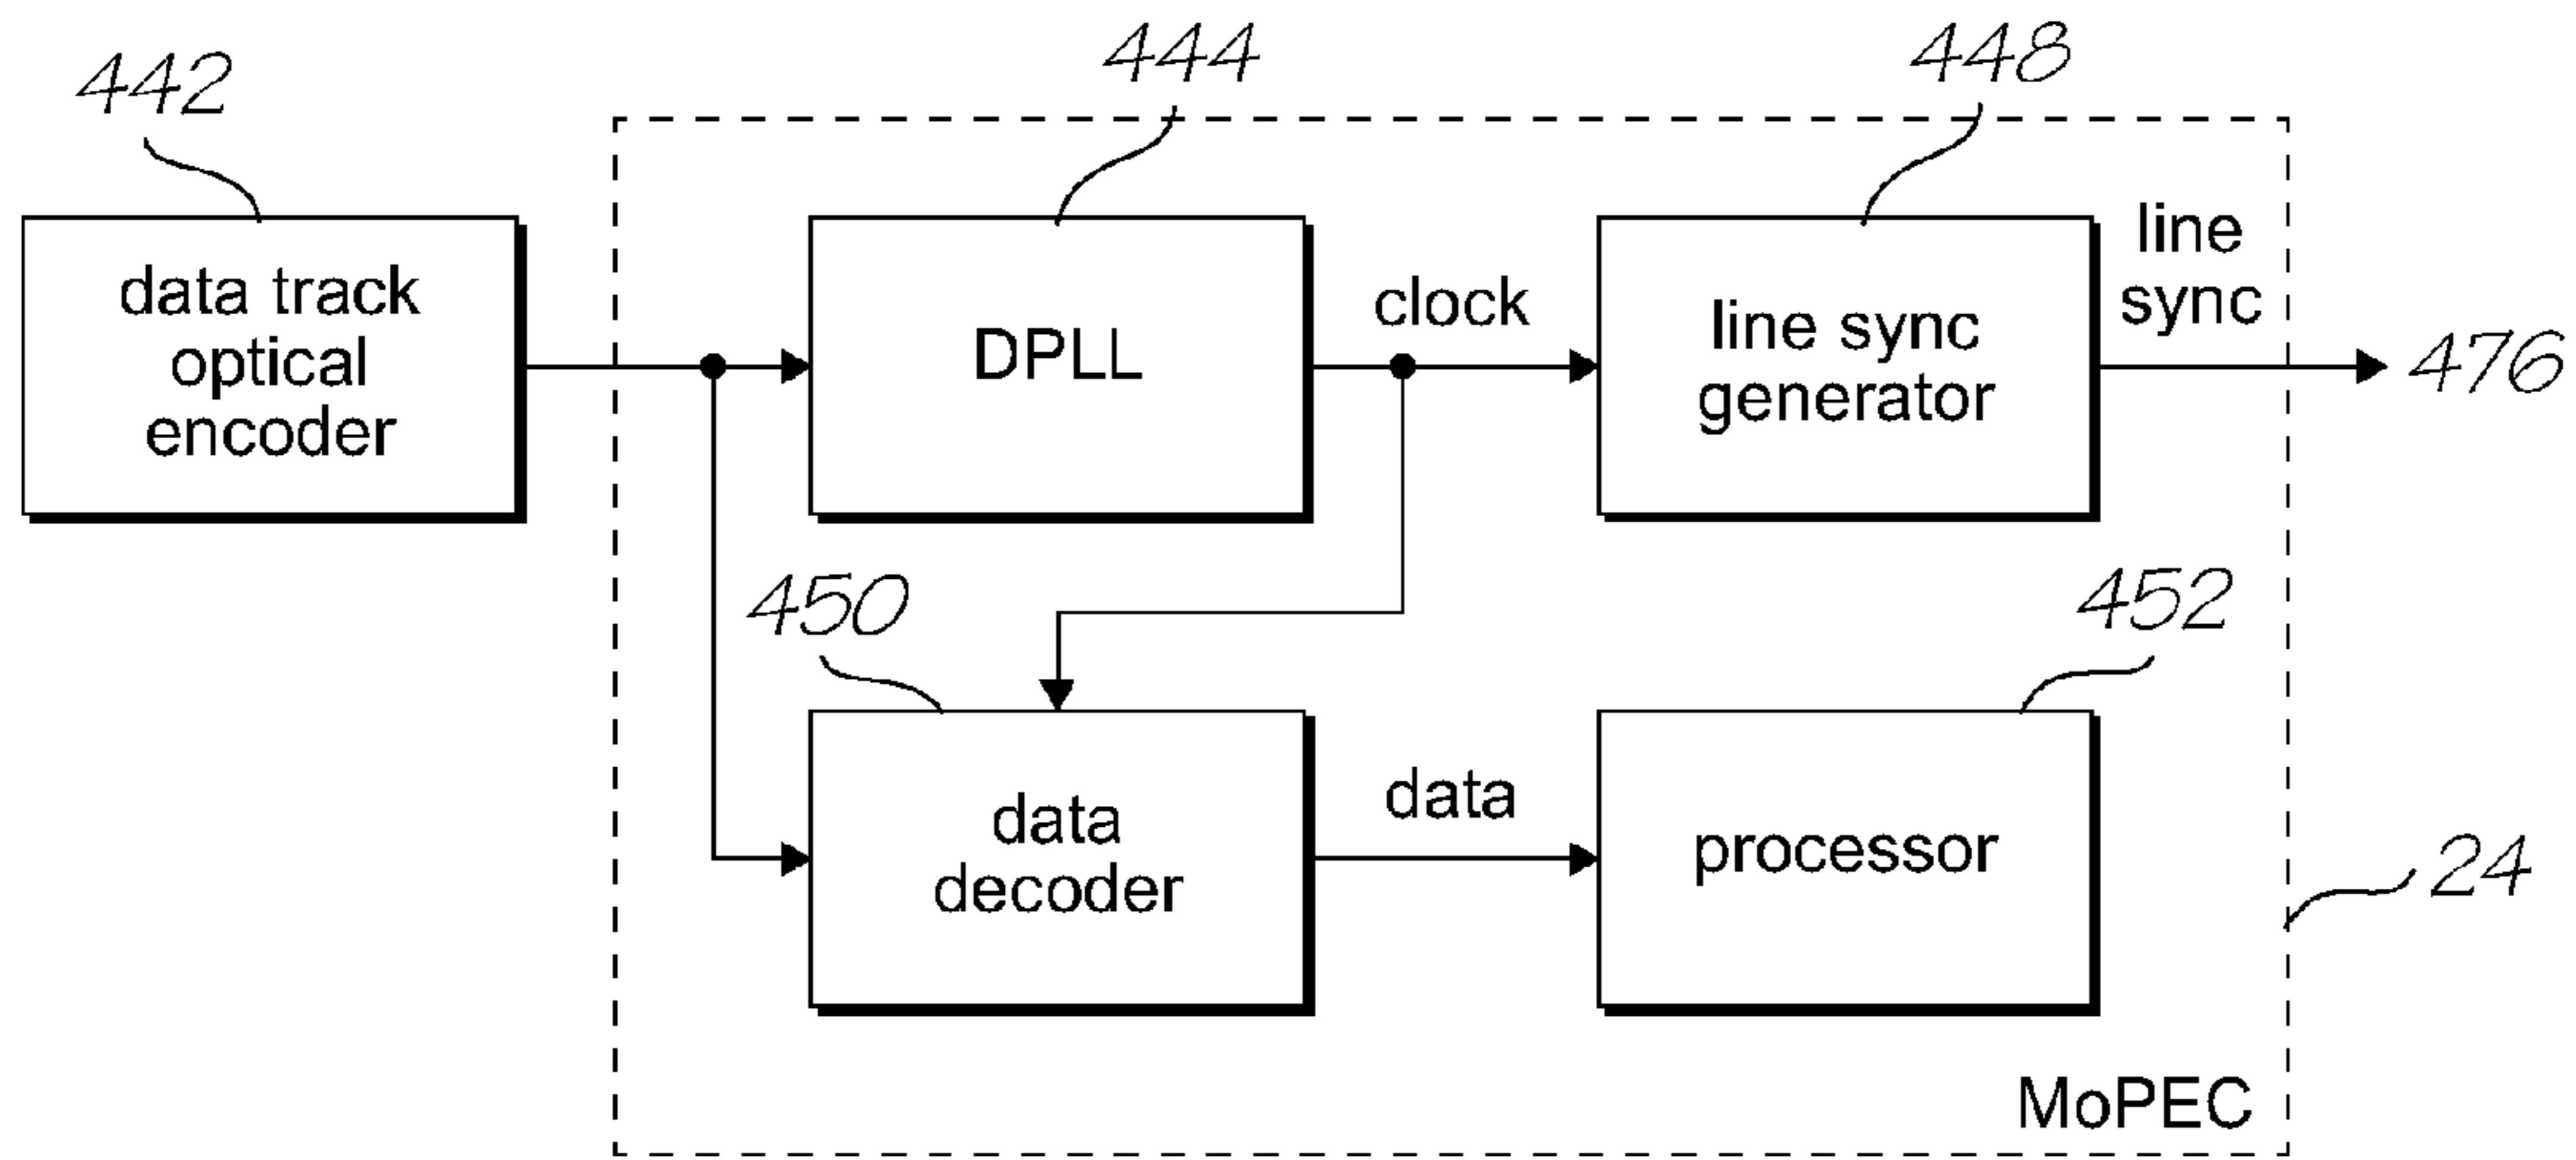 442
444
448
data track
optical
encoder
DPLL
clock
line sync
generator
line
sync
476
450
452
data
decoder
data
processor
24
MoPEC